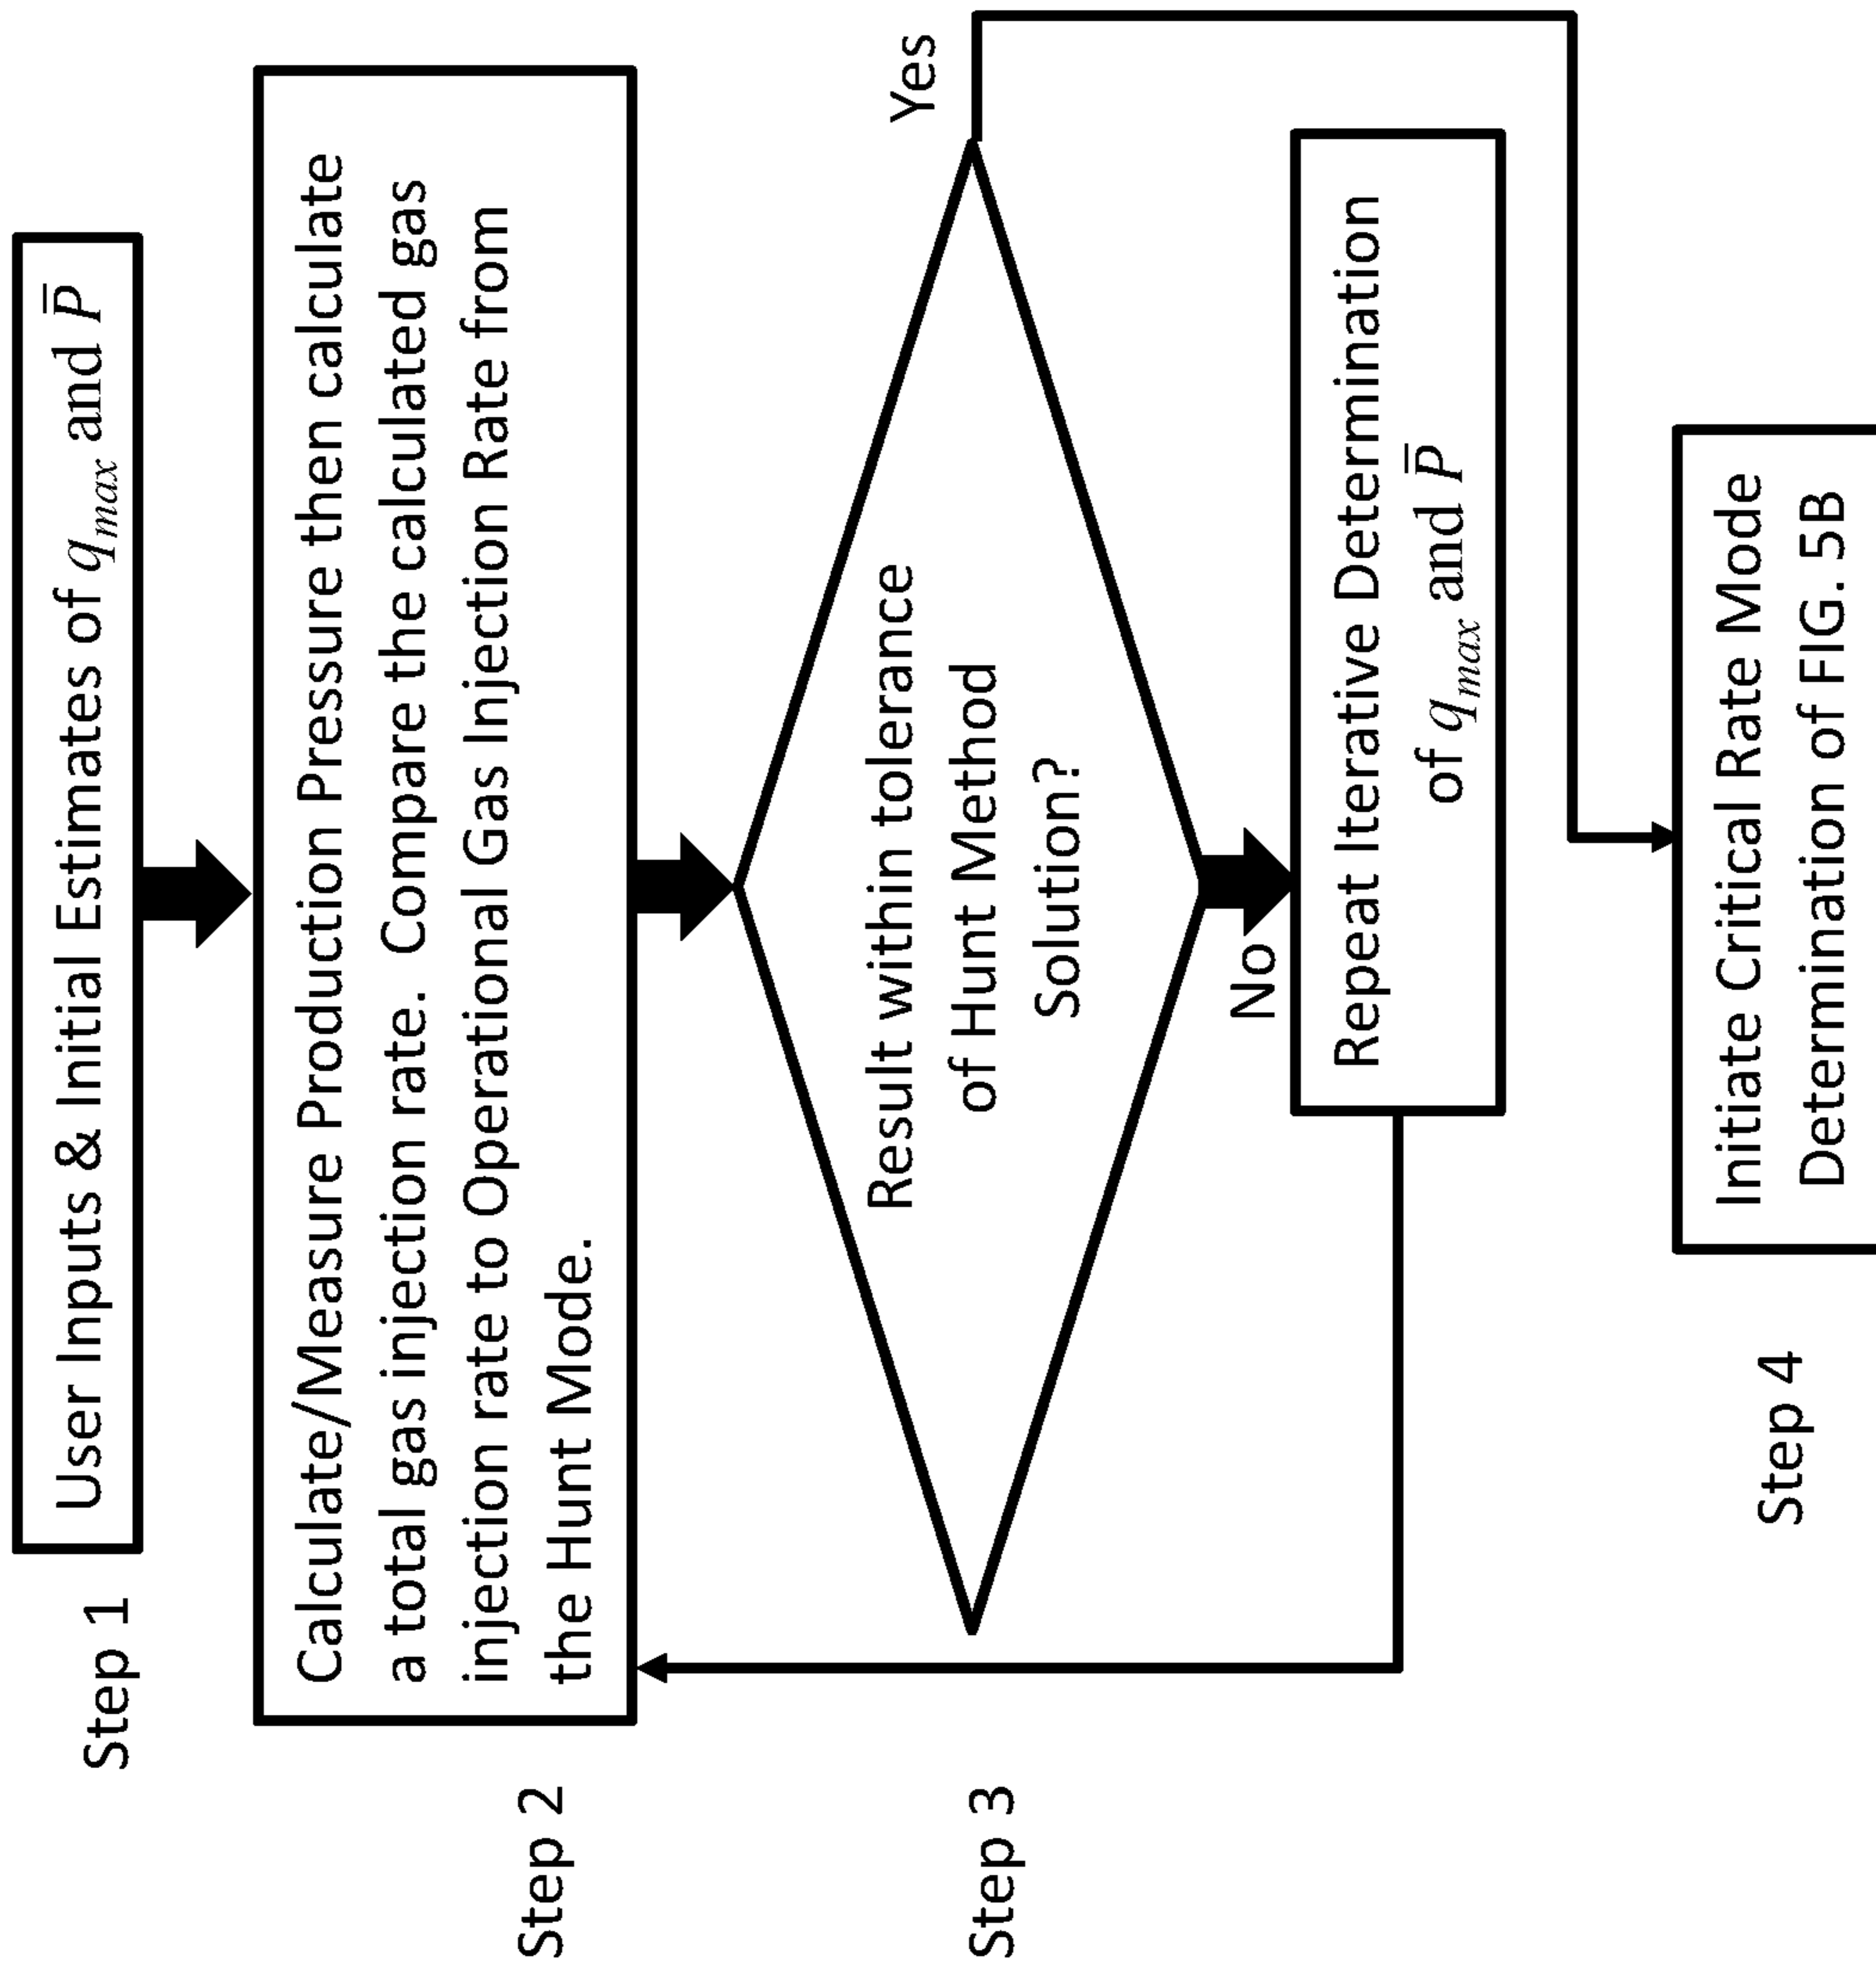 Step 1
User Inputs & Initial Estimates of q_max and P̄
Step 2
Calculate/Measure Production Pressure then calculate
a total gas injection rate. Compare the calculated gas
injection rate to Operational Gas Injection Rate from
the Hunt Mode.
Step 3
Result within tolerance
of Hunt Method
Solution?
Yes
No
Repeat Iterative Determination
of q_max and P̄
Step 4
Initiate Critical Rate Mode
Determination of FIG. 5B